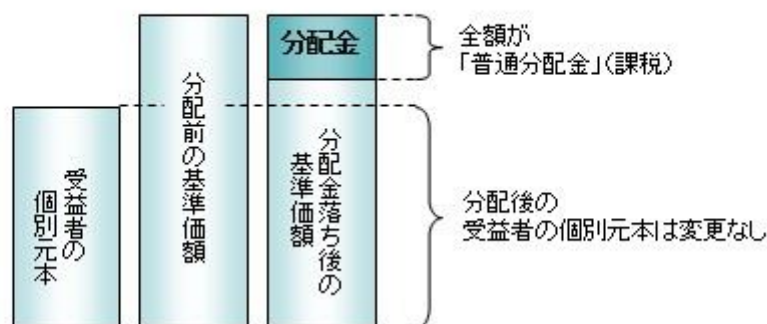 受益者の
個別元本
分配前の基準価額
分配金
分配金落ち後の
基準価額
全額が
「普通分配金」(課税)
分配後の
受益者の個別元本は変更なし